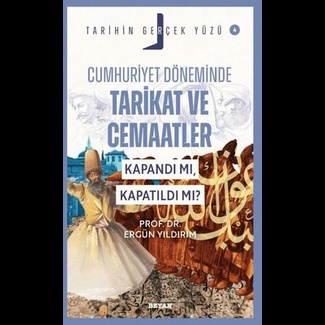 TARİHİN GERÇEK YÜZÜ 4
CUMHURİYET DÖNEMİNDE
TARİKAT VE
CEMAATLER
KAPANDI MI,
KAPATILDI MI?
PROF. DR.
ERGÜN YILDIRIM
BEYAN